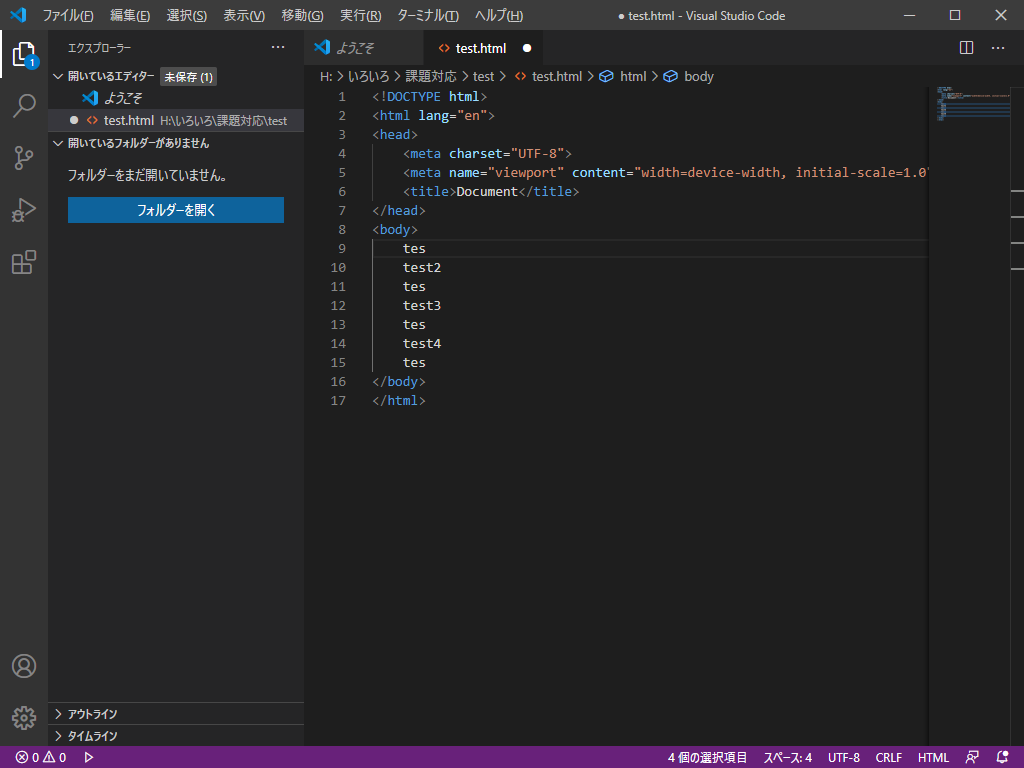 ファイル(F) 編集(E) 選択(S) 表示(V) 移動(G) 実行(R) ターミナル(T) ヘルプ(H) ● test.html - Visual Studio Code
エクスプローラー ···
開いているエディター 未保存 (1)
ようこそ
● test.html H:\いろいろ\課題対応\test
開いているフォルダーがありません
フォルダーをまだ開いていません。
フォルダーを開く
アウトライン
タイムライン
1
ようこそ test.html ●
H: > いろいろ > 課題対応 > test > test.html > html > body
1 <!DOCTYPE html>
2 <html lang="en">
3 <head>
4 <meta charset="UTF-8">
5 <meta name="viewport" content="width=device-width, initial-scale=1.0"
6 <title>Document</title>
7 </head>
8 <body>
9 tes
10 test2
11 tes
12 test3
13 tes
14 test4
15 tes
16 </body>
17 </html>
0 0 4 個の選択項目 スペース: 4 UTF-8 CRLF HTML